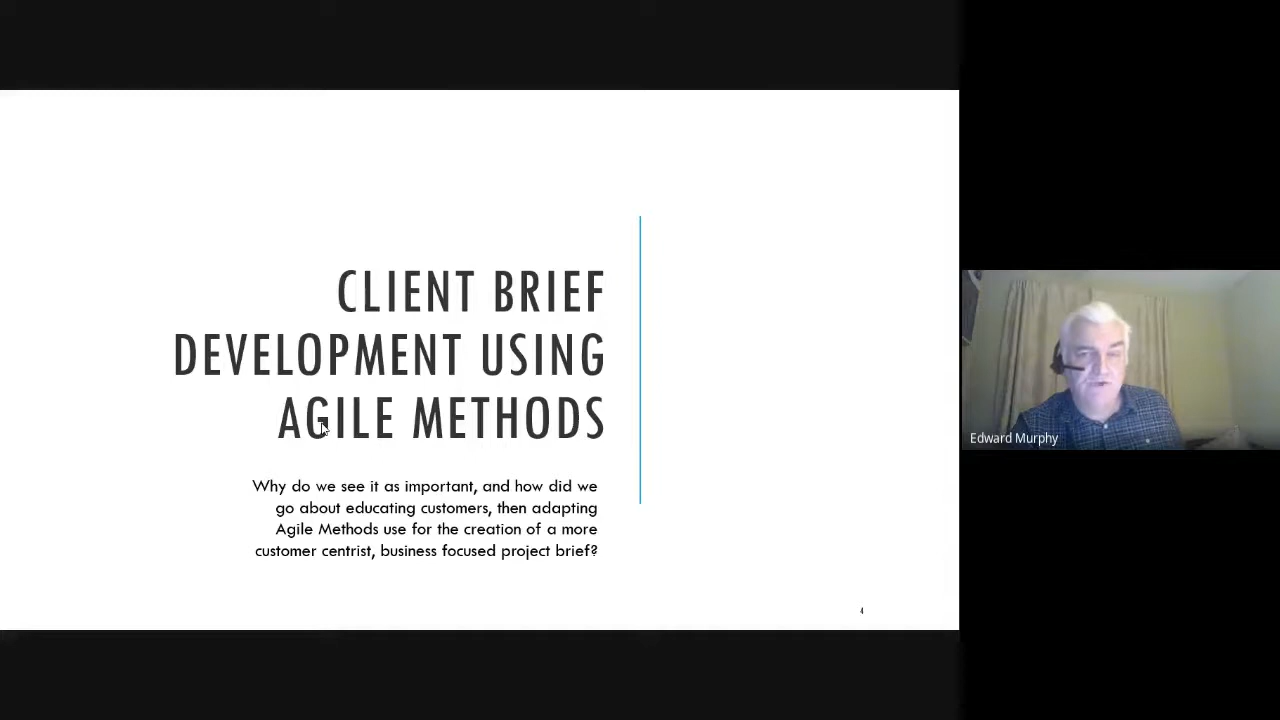 CLIENT BRIEF
DEVELOPMENT USING
AGILE METHODS
Why do we see it as important, and how did we
go about educating customers, then adapting
Agile Methods use for the creation of a more
customer centrist, business focused project brief?
4
Edward Murphy